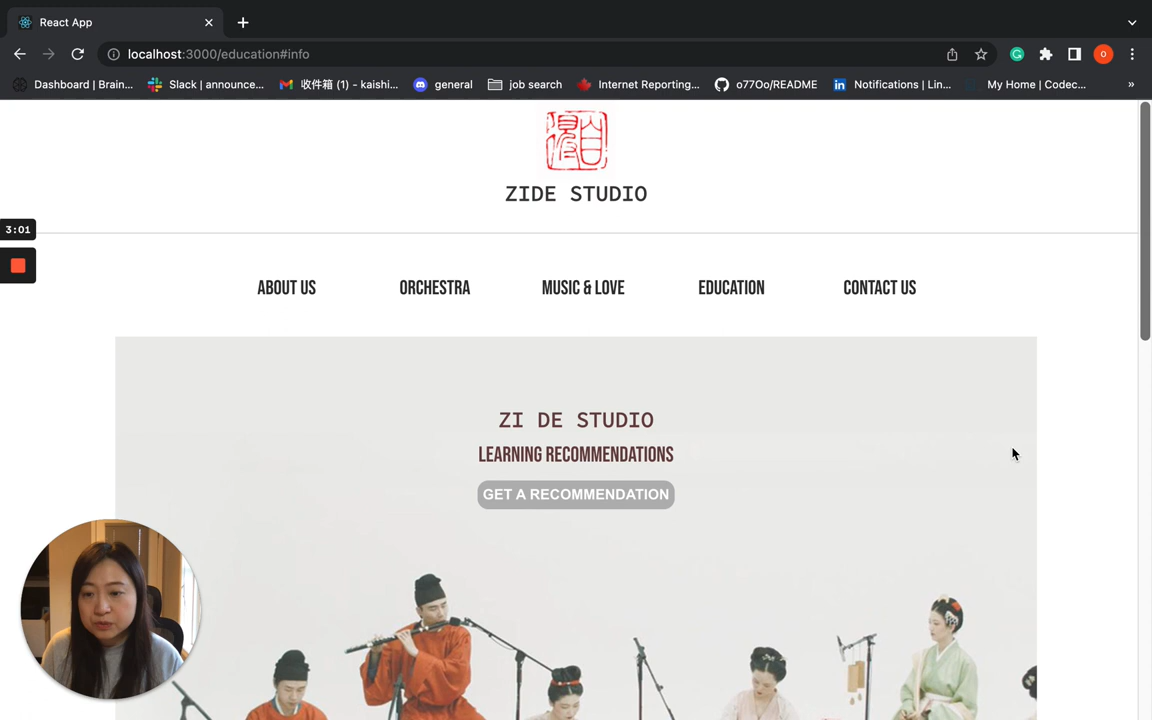 React App
localhost:3000/education#info
O
Dashboard | Brain...
Slack | announce...
收件箱 (1) - kaishi...
general
job search
Internet Reporting...
o77Oo/README
Notifications | Lin...
My Home | Codec...
»
ZIDE STUDIO
3:01
ABOUT US
ORCHESTRA
MUSIC & LOVE
EDUCATION
CONTACT US
ZI DE STUDIO
LEARNING RECOMMENDATIONS
GET A RECOMMENDATION